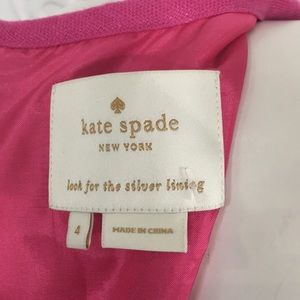 kate spade
NEW YORK
look for the silver lining
4
MADE IN CHINA